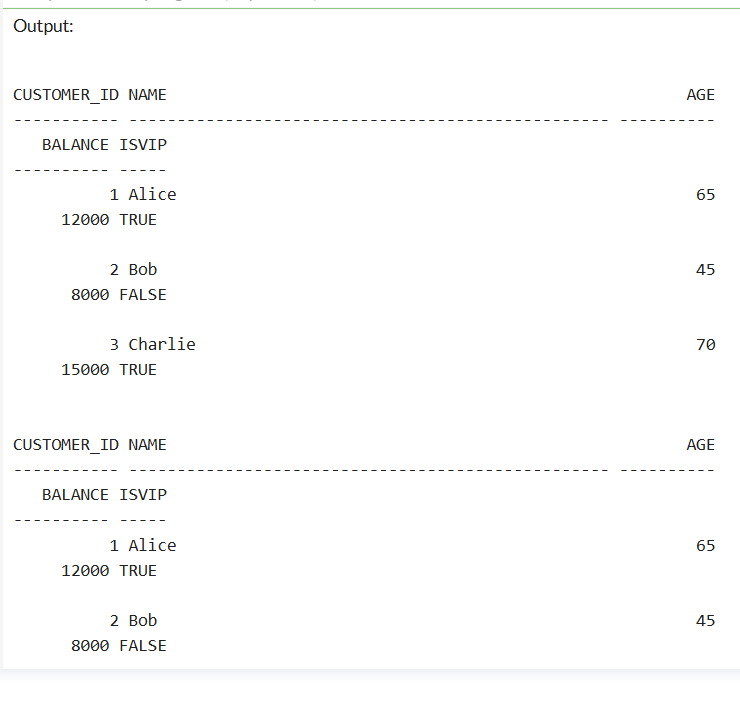 Output:
CUSTOMER_ID NAME                                                      AGE
----------- -------------------------------------------------- ----------
   BALANCE ISVIP
---------- -----
          1 Alice                                                      65
     12000 TRUE
          2 Bob                                                        45
      8000 FALSE
          3 Charlie                                                    70
     15000 TRUE
CUSTOMER_ID NAME                                                      AGE
----------- -------------------------------------------------- ----------
   BALANCE ISVIP
---------- -----
          1 Alice                                                      65
     12000 TRUE
          2 Bob                                                        45
      8000 FALSE